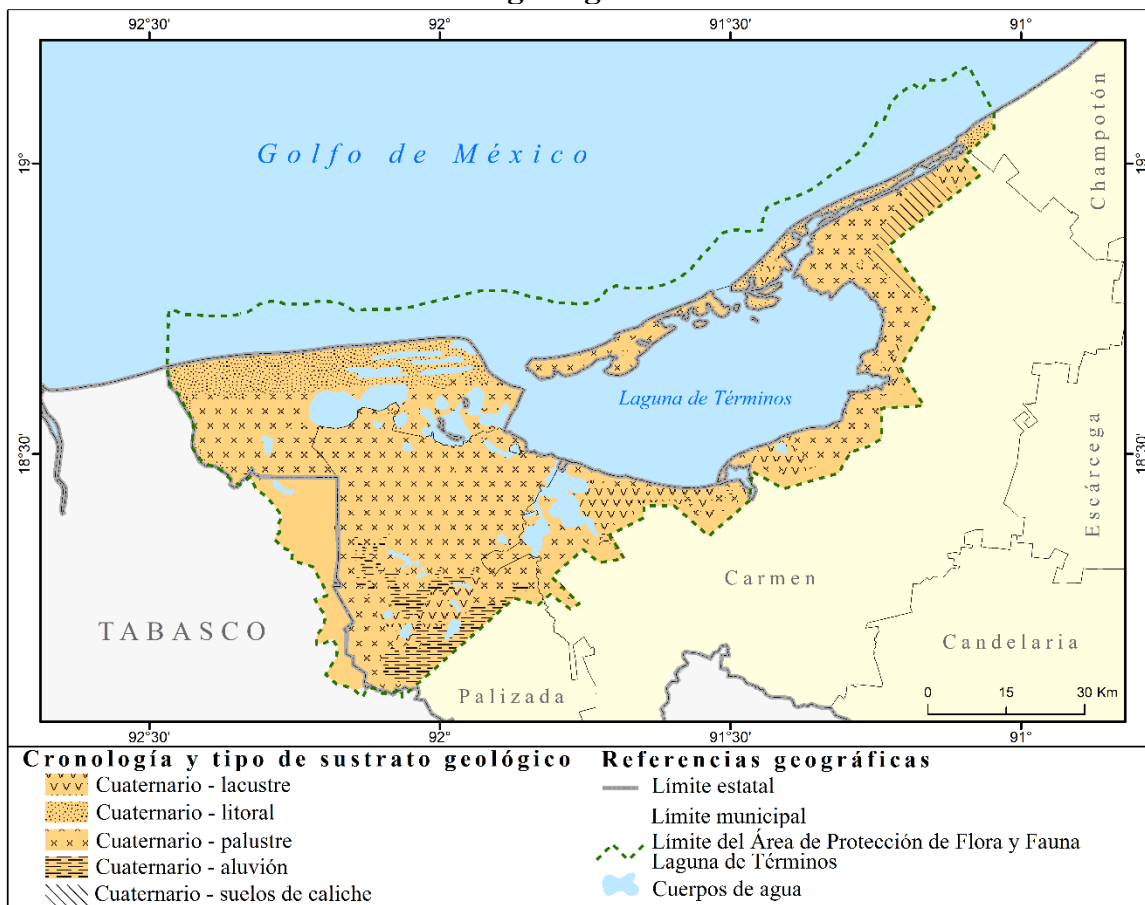 92°30'
92°
91°30'
91°
Golfo de México
19°
19°
Champotón
Laguna de Términos
18°30'
18°30'
Escárcega
Carmen
TABASCO
Candelaria
Palizada
0 15 30 Km
92°30'
92°
91°30'
91°
Cronología y tipo de sustrato geológico
Cuaternario - lacustre
Cuaternario - litoral
Cuaternario - palustre
Cuaternario - aluvión
Cuaternario - suelos de caliche
Referencias geográficas
Límite estatal
Límite municipal
Límite del Área de Protección de Flora y Fauna
Laguna de Términos
Cuerpos de agua